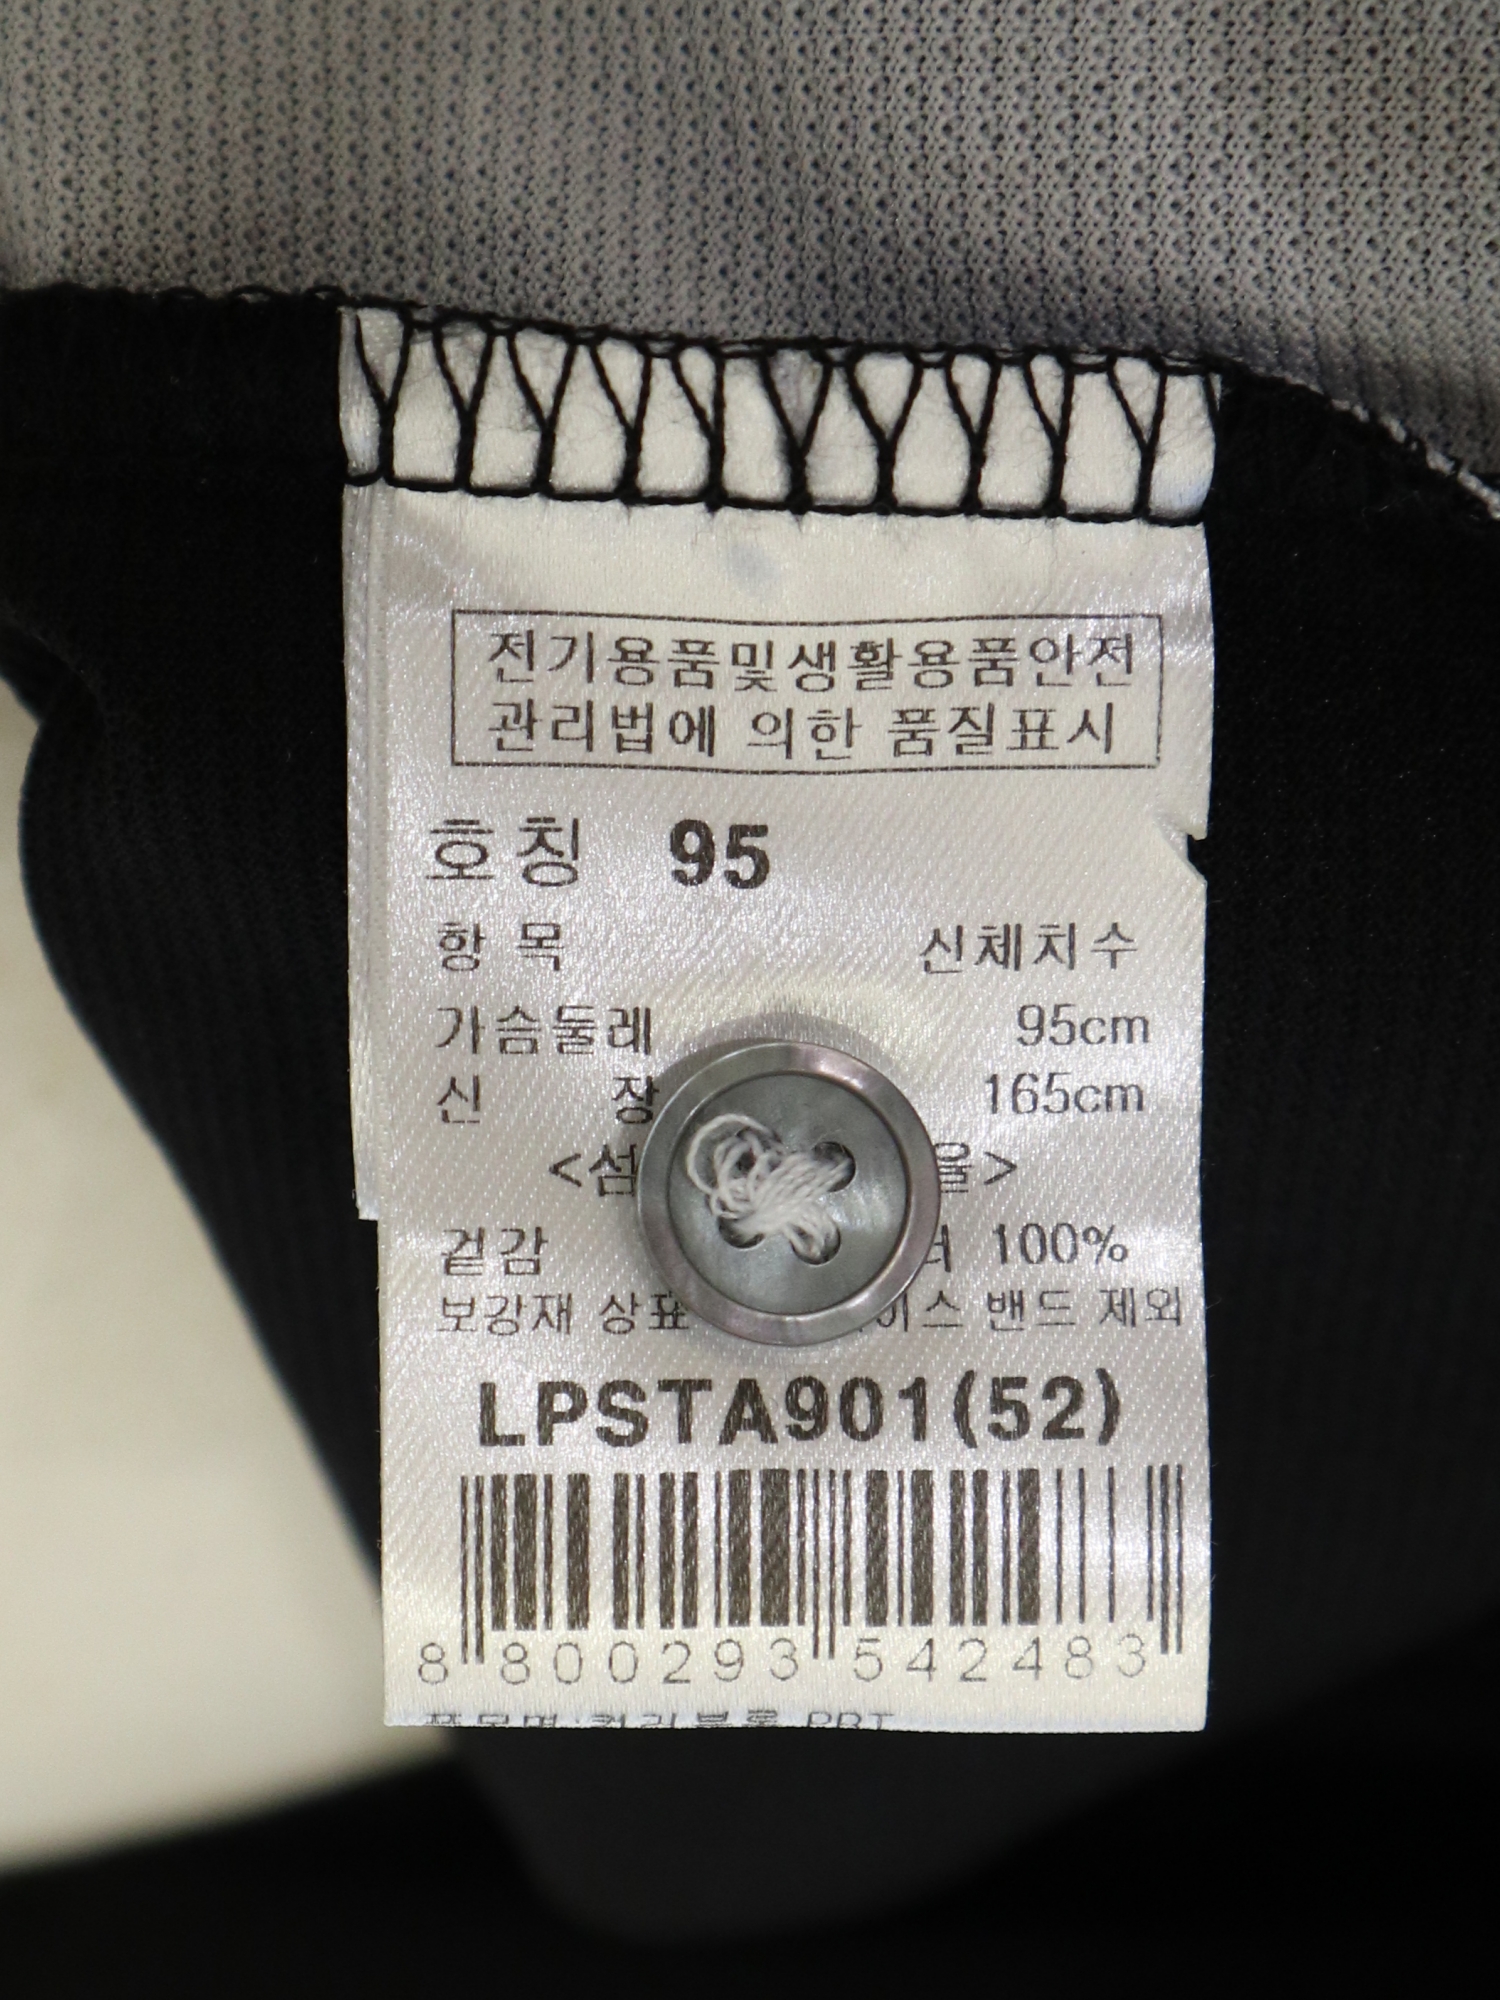 전기용품및생활용품안전
관리법에 의한 품질표시
호칭 95
항목 신체치수
가슴둘레 95cm
신 장 165cm
겉감 100%
보강재 밴드 제외
LPSTA901(52)
8 800293 542483